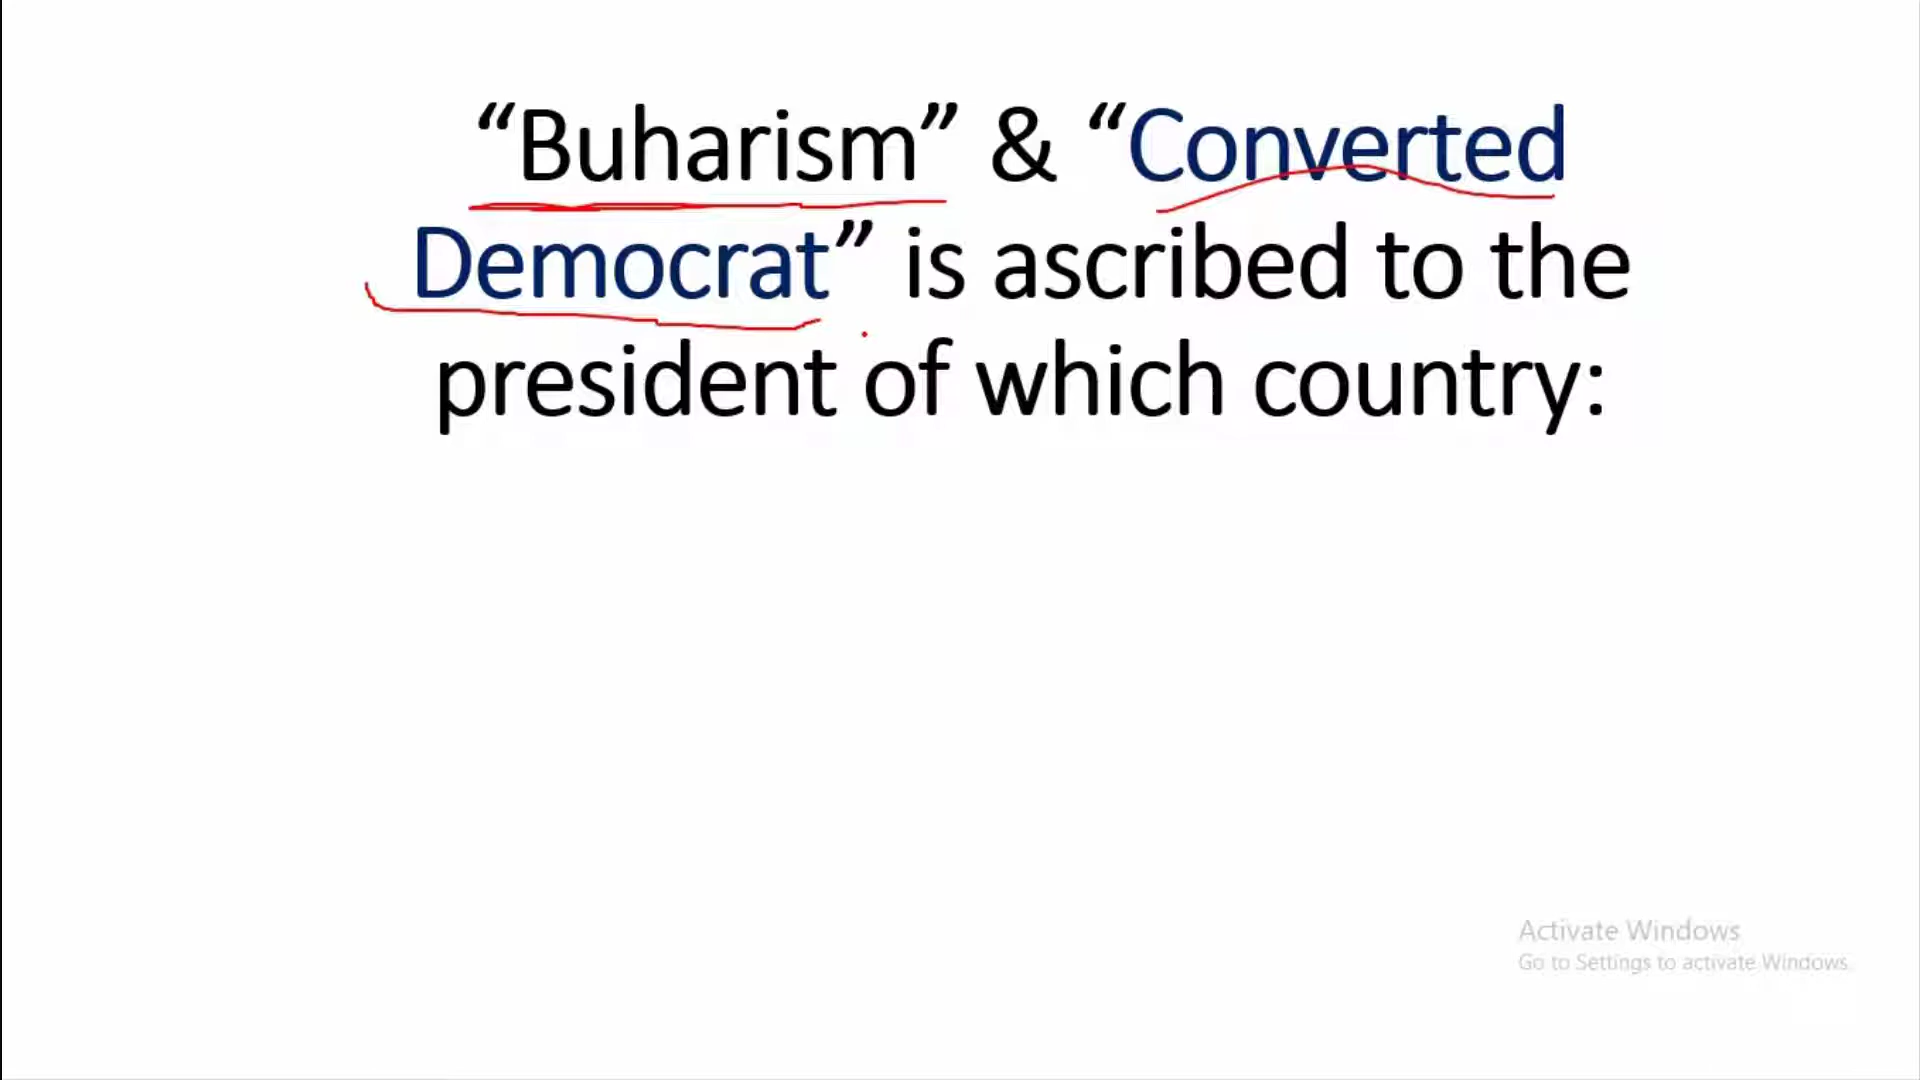 “Buharism” & “Converted
Democrat” is ascribed to the
president of which country:
Activate Windows
Go to Settings to activate Windows.